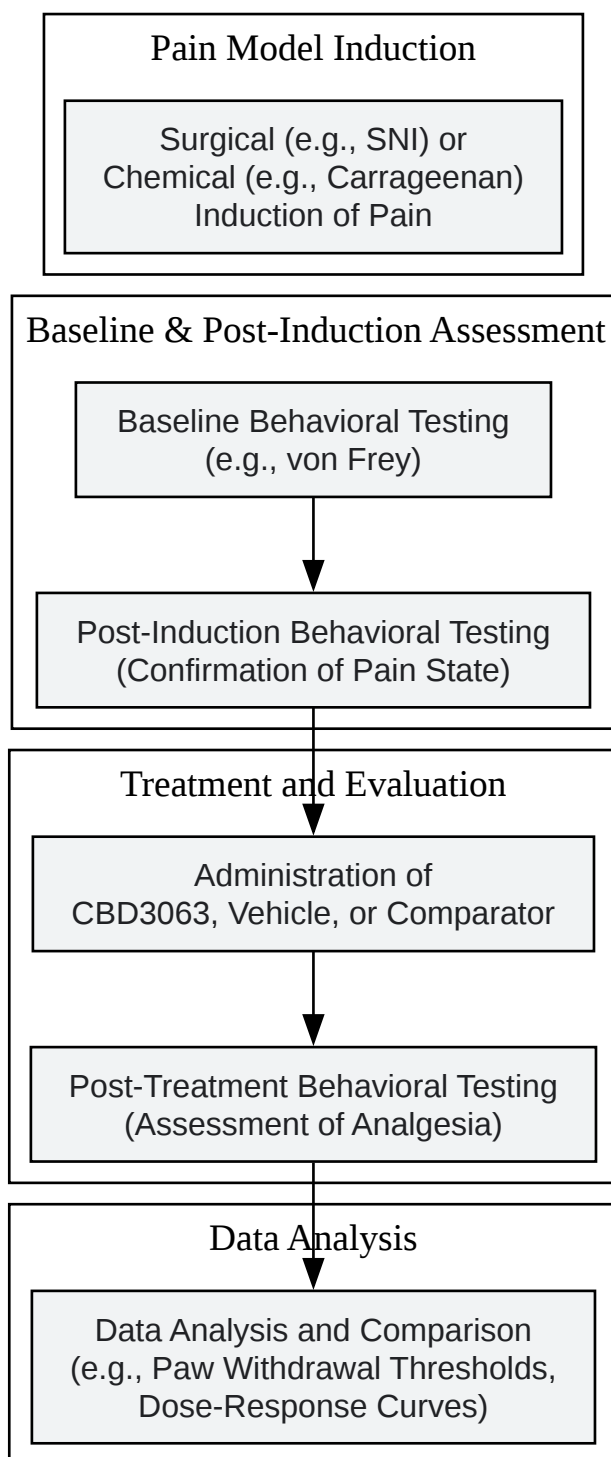 Pain Model Induction
Surgical (e.g., SNI) or
Chemical (e.g., Carrageenan)
Induction of Pain
Baseline & Post-Induction Assessment
Baseline Behavioral Testing
(e.g., von Frey)
Post-Induction Behavioral Testing
(Confirmation of Pain State)
Treatment and Evaluation
Administration of
CBD3063, Vehicle, or Comparator
Post-Treatment Behavioral Testing
(Assessment of Analgesia)
Data Analysis
Data Analysis and Comparison
(e.g., Paw Withdrawal Thresholds,
Dose-Response Curves)